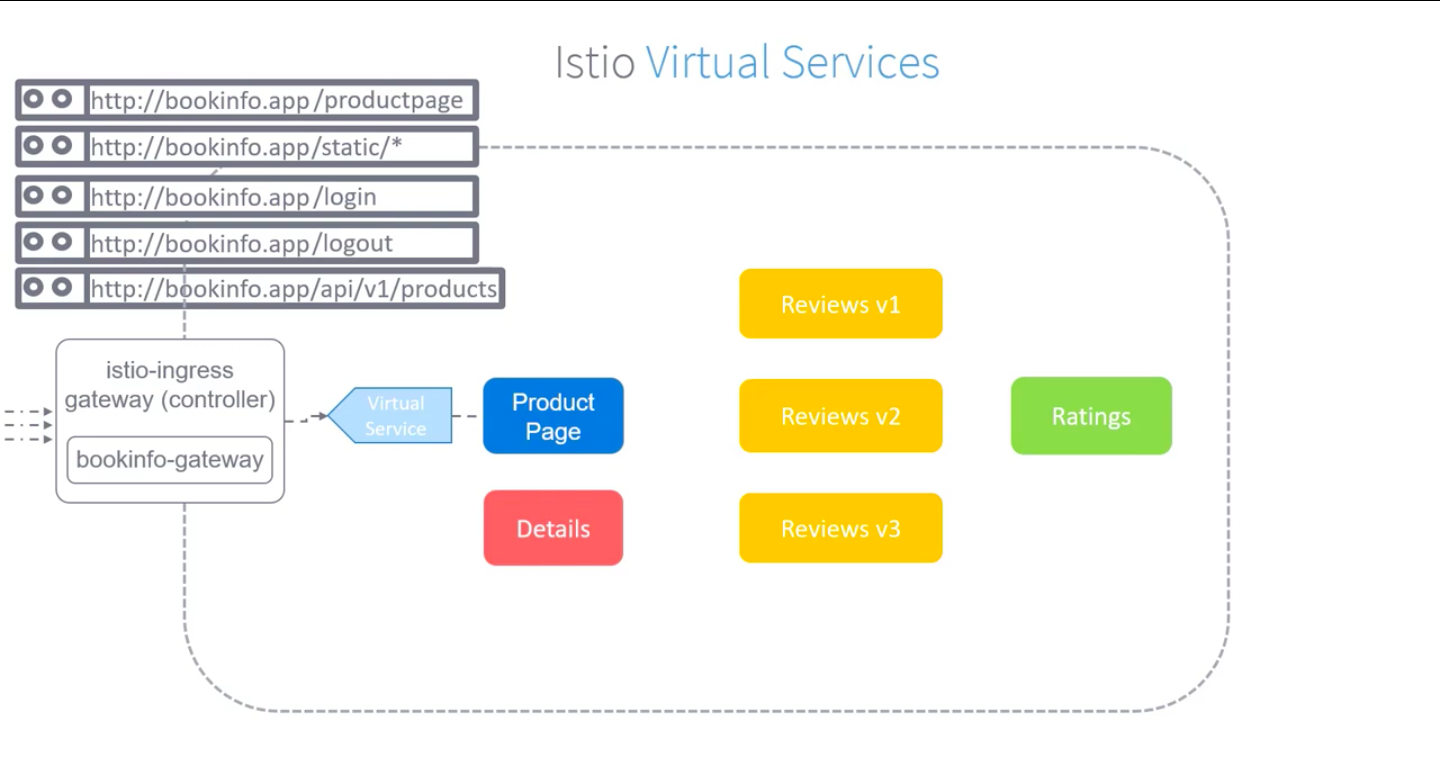 Istio Virtual Services
http://bookinfo.app/productpage
http://bookinfo.app/static/*
http://bookinfo.app/login
http://bookinfo.app/logout
http://bookinfo.app/api/v1/products
istio-ingress
gateway (controller)
bookinfo-gateway
Virtual
Service
Product
Page
Details
Reviews v1
Reviews v2
Reviews v3
Ratings